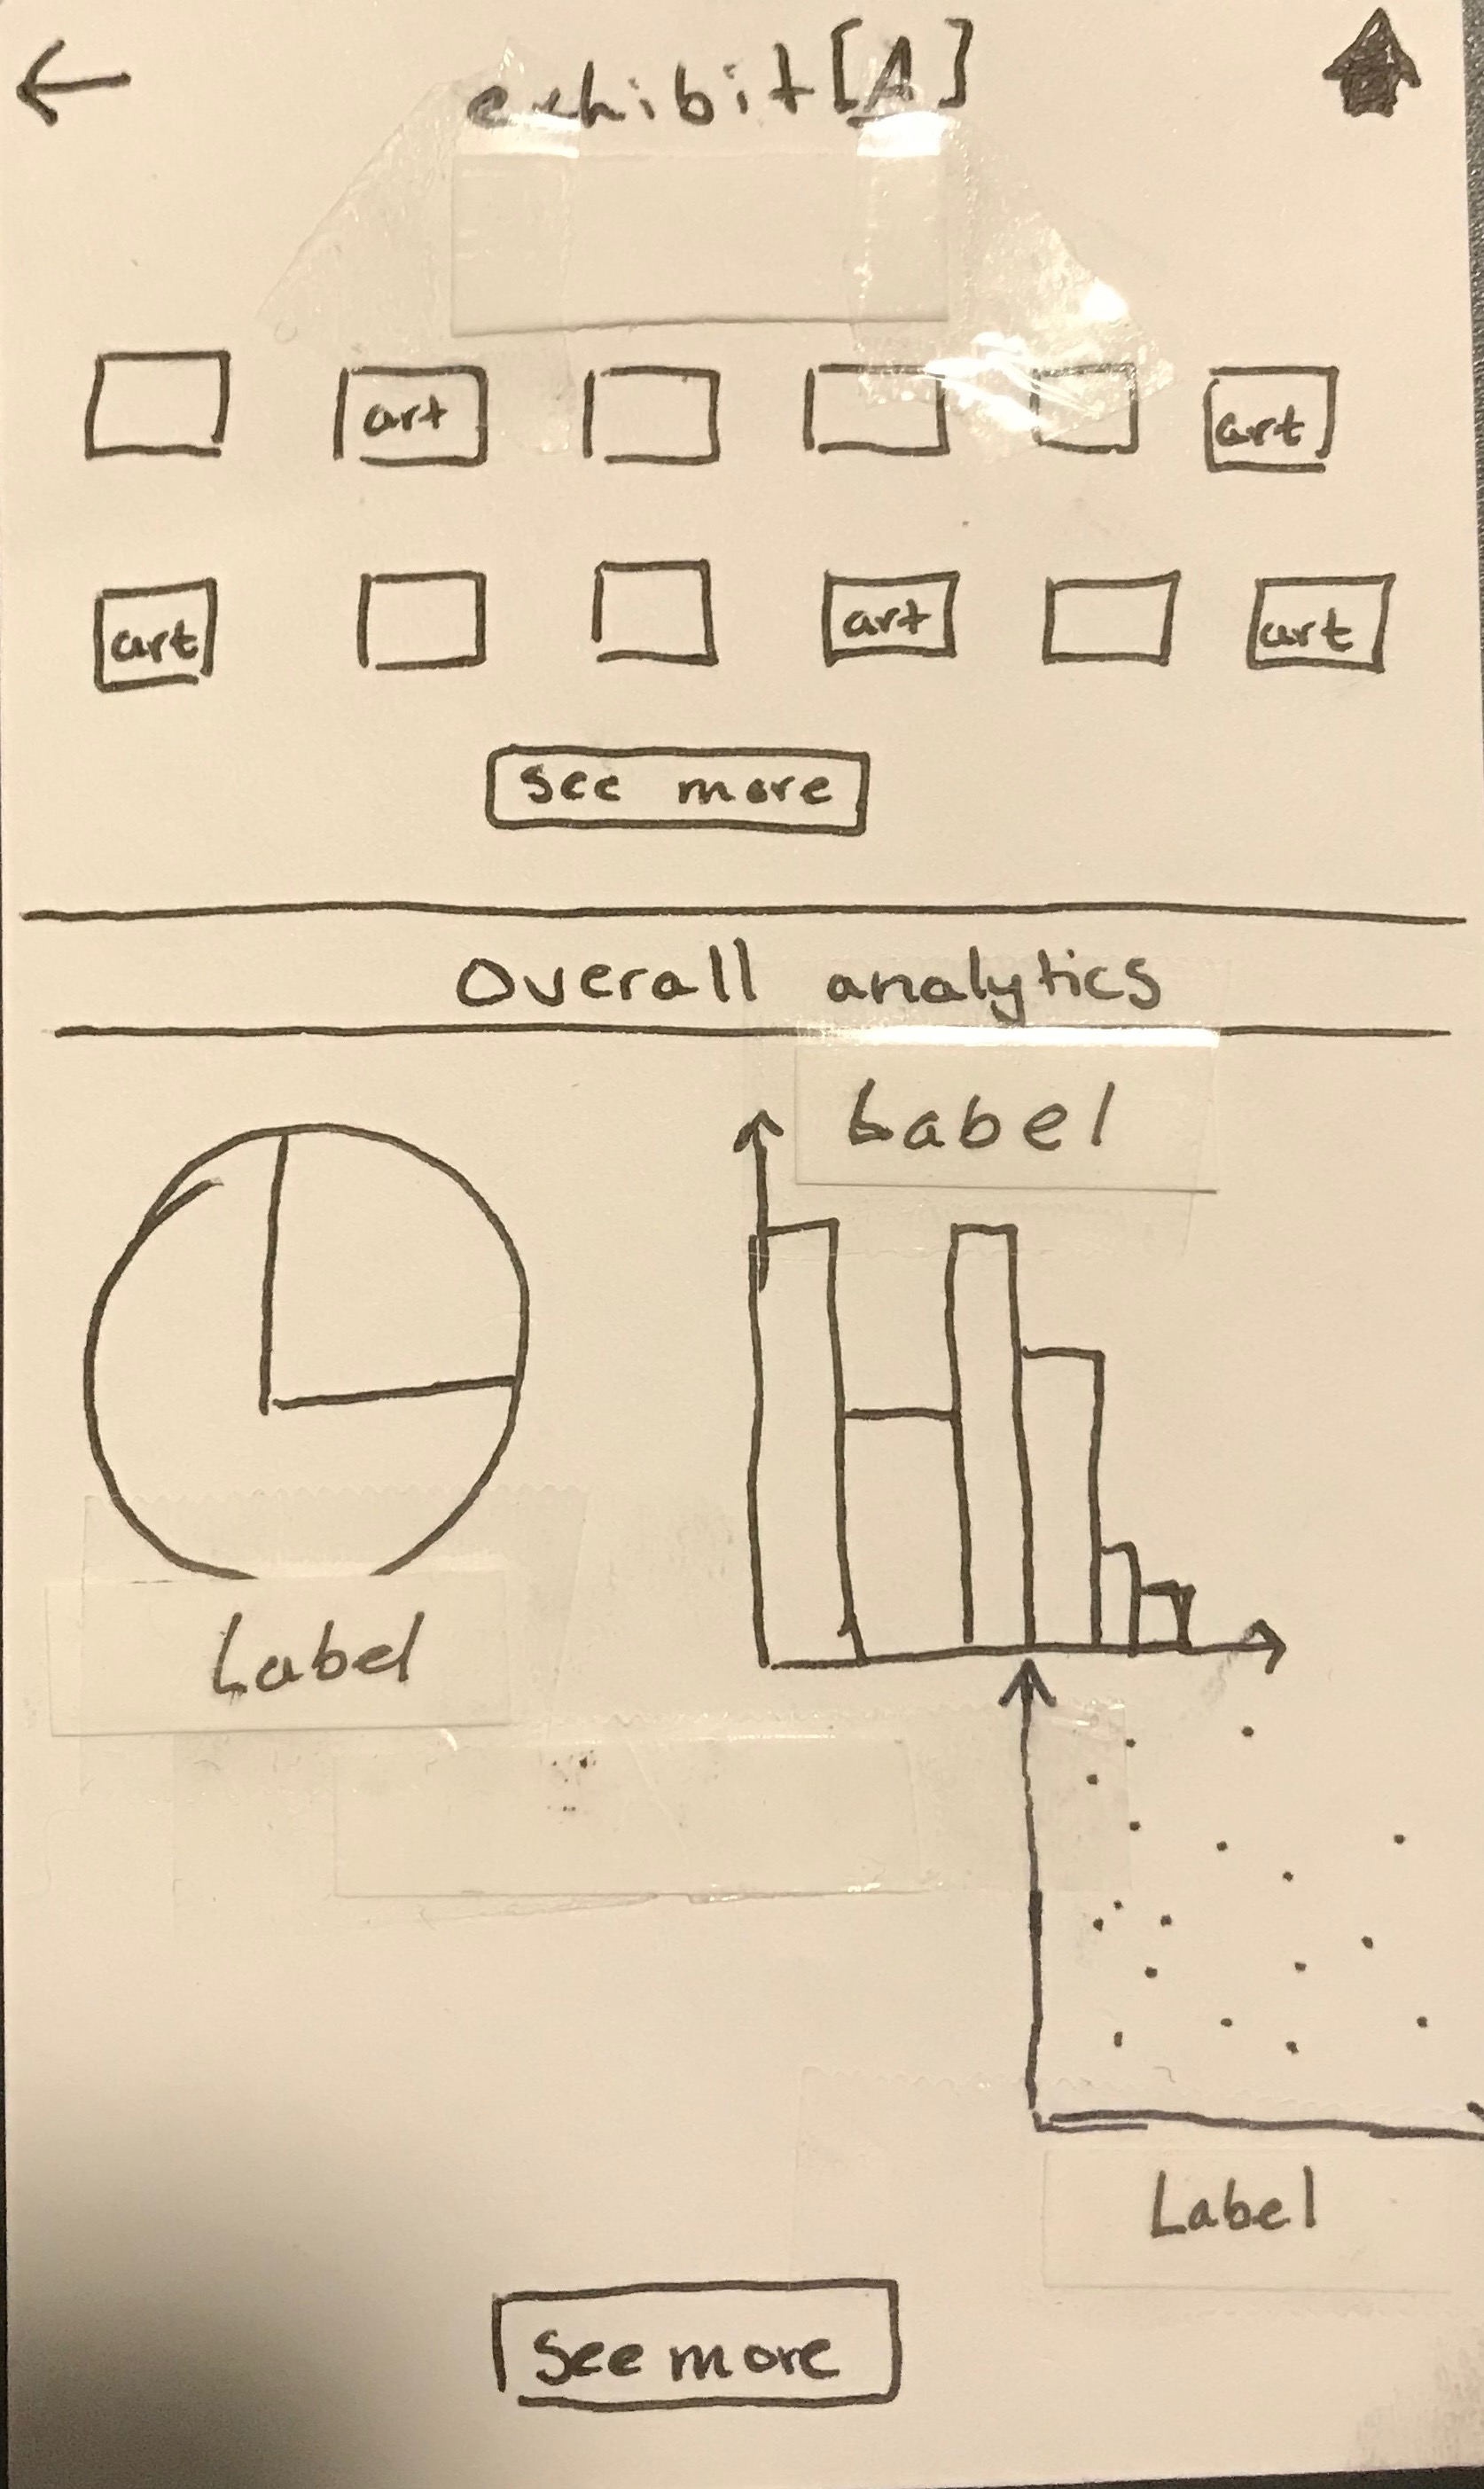 exhibit[A]
art art
art art art
see more
Overall analytics
Label
Label
Label
See more